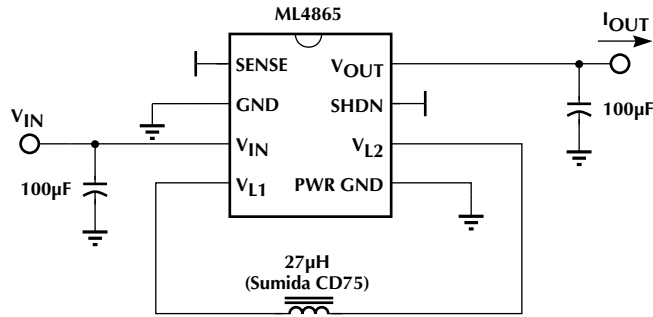 ML4865
IOUT
SENSE
VOUT
GND
SHDN
100µF
VIN
VIN
VL2
100µF
VL1
PWR GND
27µH
(Sumida CD75)